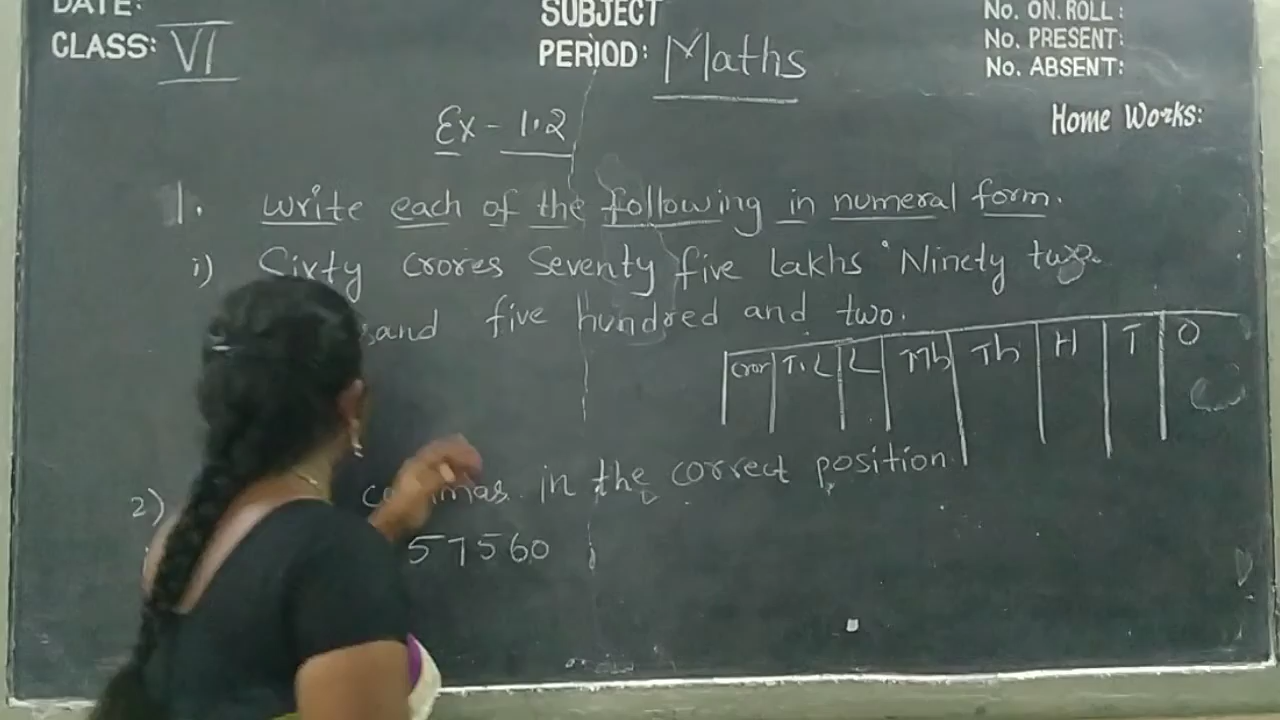 DATE:
CLASS: VI
SUBJECT
PERIOD: Maths
No. ON. ROLL :
No. PRESENT:
No. ABSENT:
Home Works:
Ex - 1.2
1. write each of the following in numeral form.
i) Sixty crores Seventy five lakhs Ninety two
sand five hundred and two.
Cror T.L L TTh Th H T O
2) commas in the correct position
57560